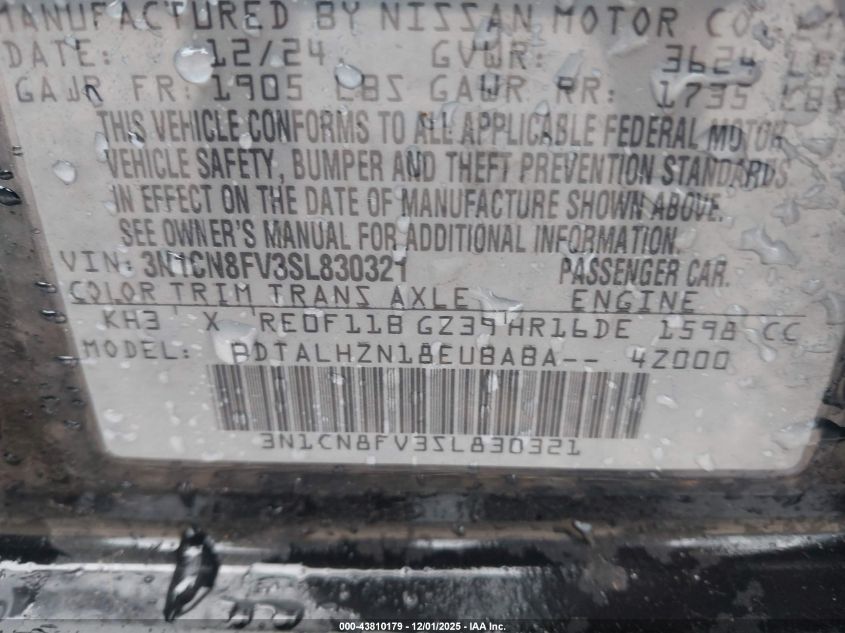 MANUFACTURED BY NISSAN MOTOR CO.
DATE: 12/24 GVWR: 3624 LBS
GAWR FR: 1905 LBS GAWR RR: 1735 LBS
THIS VEHICLE CONFORMS TO ALL APPLICABLE FEDERAL MOTOR
VEHICLE SAFETY, BUMPER AND THEFT PREVENTION STANDARDS
IN EFFECT ON THE DATE OF MANUFACTURE SHOWN ABOVE.
SEE OWNER'S MANUAL FOR ADDITIONAL INFORMATION.
VIN: 3N1CN8FV3SL830321 PASSENGER CAR.
COLOR TRIM TRANS AXLE ENGINE
KH3 X RE0F11B GZ39 HR16DE 1598 CC
MODEL: BDTALHZN18EUBABA-- 4Z000
3N1CN8FV3SL830321
000-43810179 • 12/01/2025 - IAA Inc.